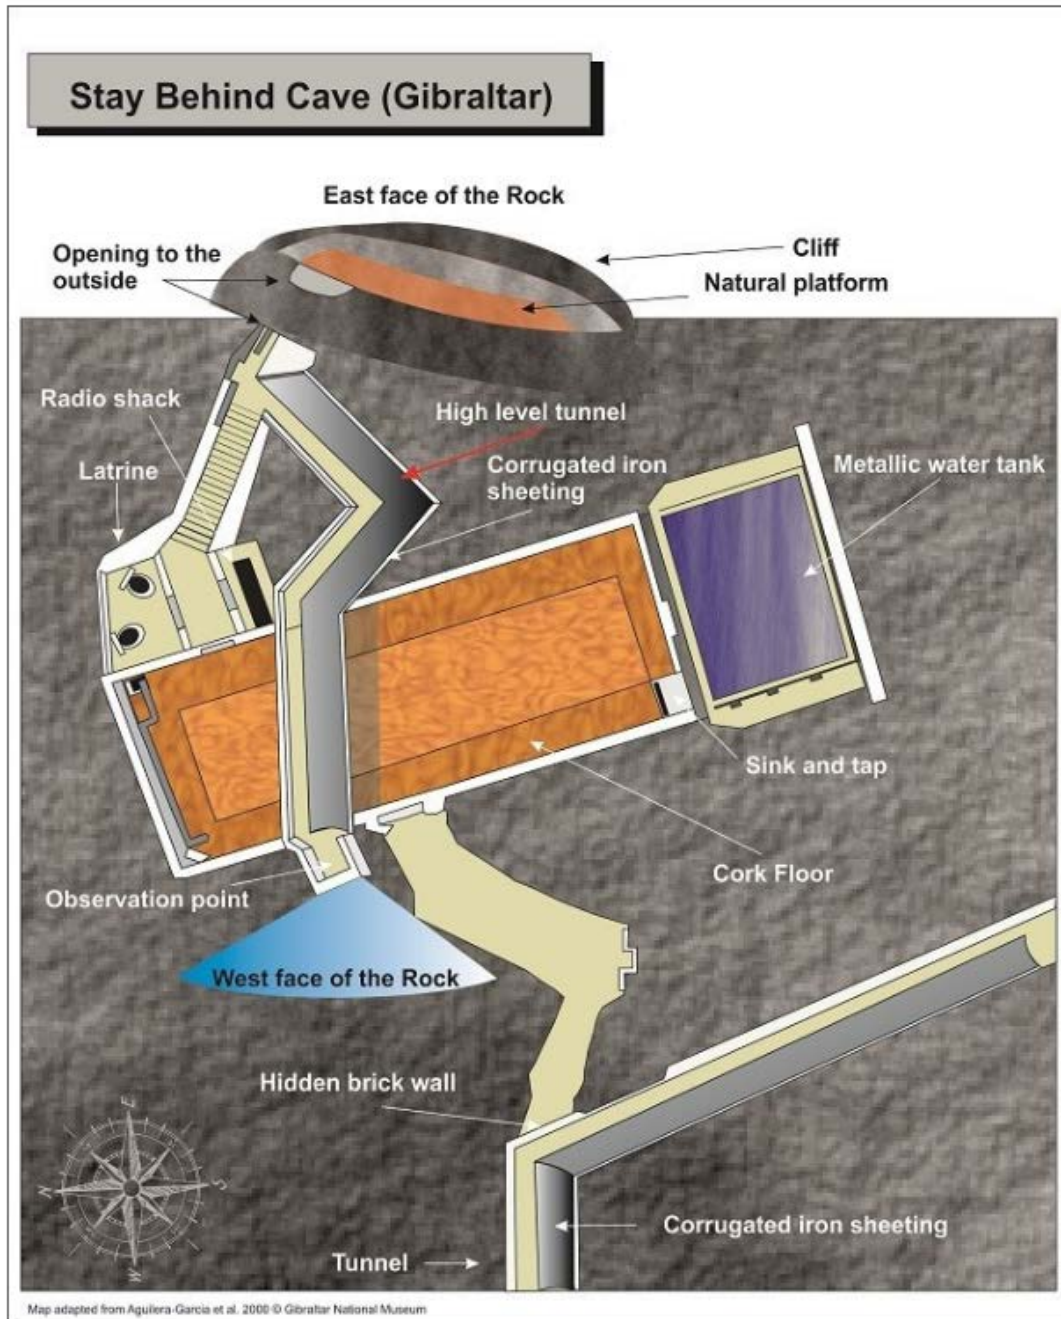 Stay Behind Cave (Gibraltar)
East face of the Rock
Opening to the
outside
Cliff
Natural platform
Radio shack
High level tunnel
Latrine
Corrugated iron
sheeting
Metallic water tank
Sink and tap
Cork Floor
Observation point
West face of the Rock
Hidden brick wall
E
N
S
W
Corrugated iron sheeting
Tunnel
Map adapted from Aguilera-Garcia et al. 2000 © Gibraltar National Museum